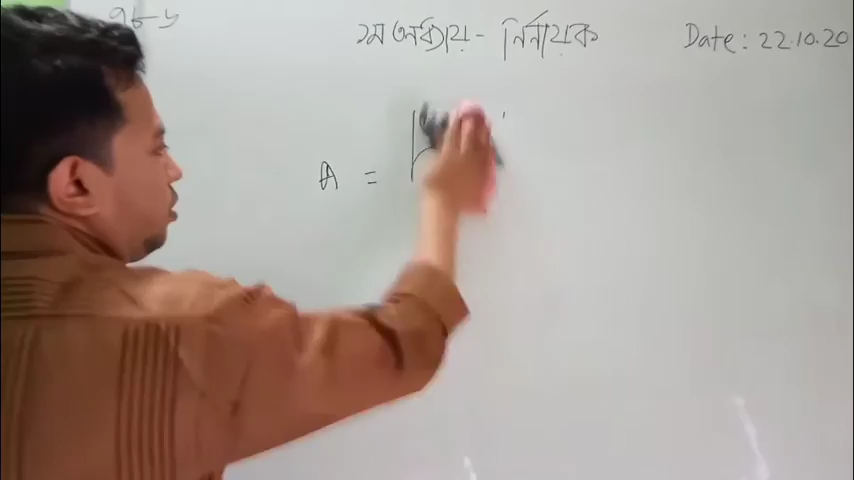 ১ম অধ্যায় - নির্নায়ক
Date: 22.10.20
A =